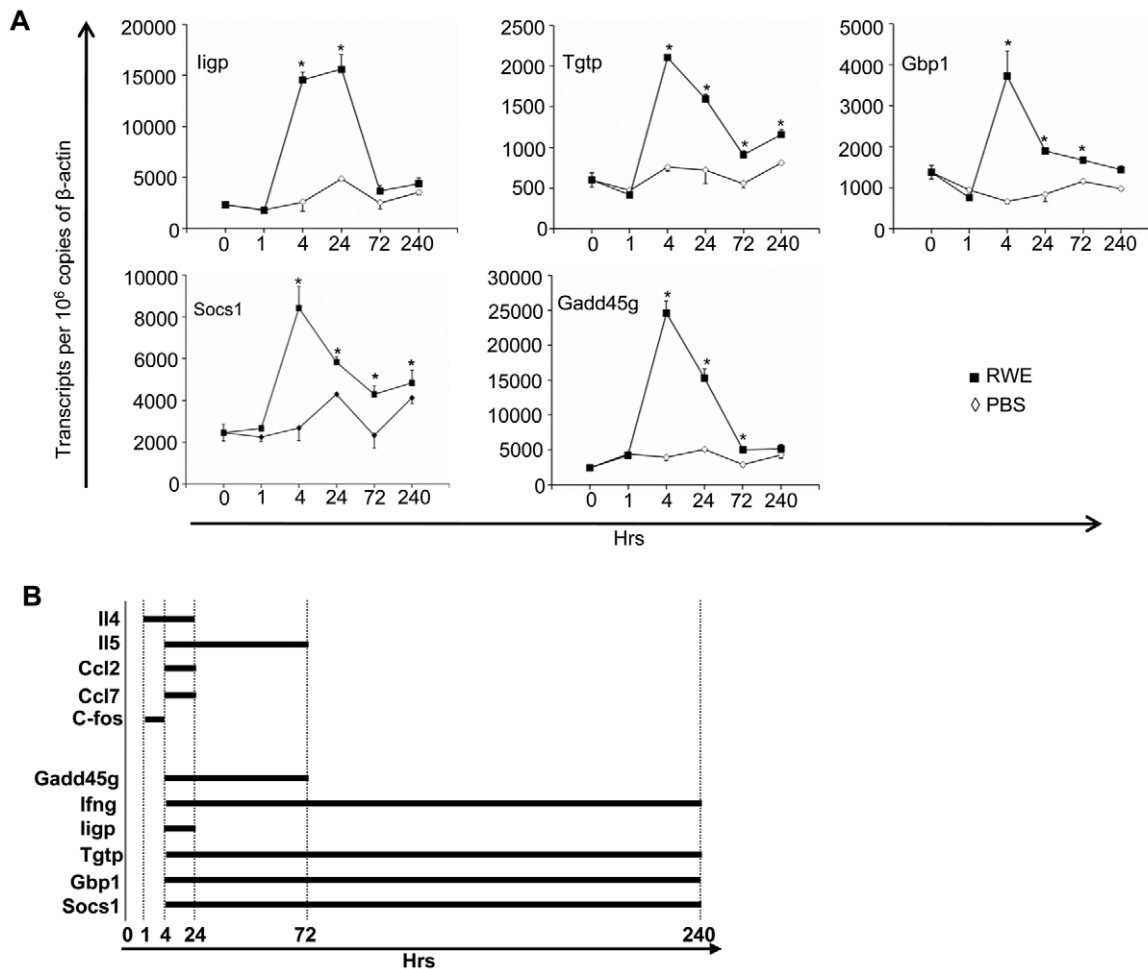 A
Transcripts per 10⁶ copies of β-actin
Iigp
20000
15000
10000
5000
0
* *
0 1 4 24 72 240
Tgtp
2500
2000
1500
1000
500
0
* * * *
0 1 4 24 72 240
Gbp1
5000
4000
3000
2000
1000
0
* * *
0 1 4 24 72 240
Socs1
10000
8000
6000
4000
2000
0
* * * *
0 1 4 24 72 240
Gadd45g
30000
25000
20000
15000
10000
5000
0
* * *
0 1 4 24 72 240
RWE
PBS
Hrs
B
Il4
Il5
Ccl2
Ccl7
C-fos
Gadd45g
Ifng
Iigp
Tgtp
Gbp1
Socs1
0 1 4 24 72 240
Hrs